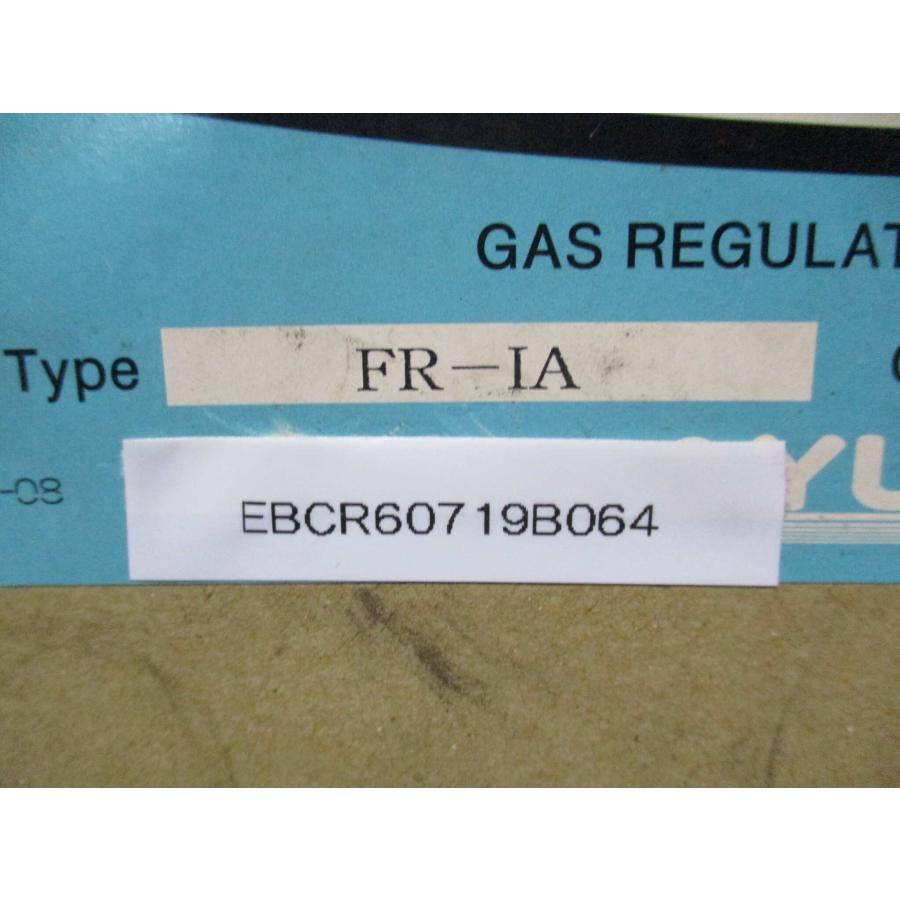 GAS REGULAT
Type FR-IA
-08
EBCR60719B064